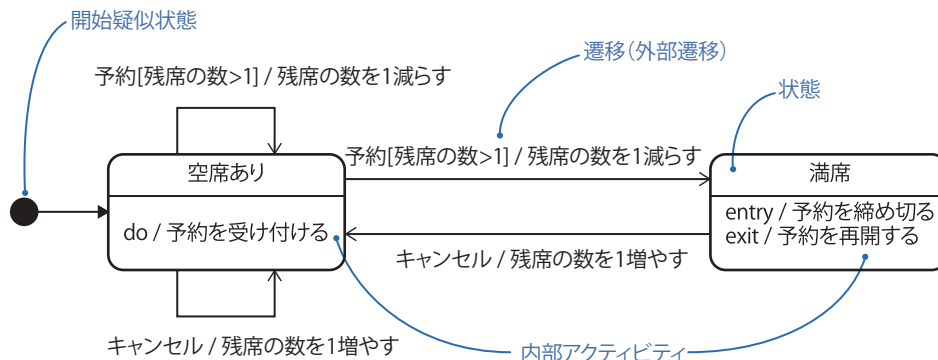 開始疑似状態
遷移(外部遷移)
予約[残席の数>1] / 残席の数を1減らす
状態
予約[残席の数>1] / 残席の数を1減らす
空席あり
満席
do / 予約を受け付ける
entry / 予約を締め切る
exit / 予約を再開する
キャンセル / 残席の数を1増やす
キャンセル / 残席の数を1増やす
内部アクティビティ